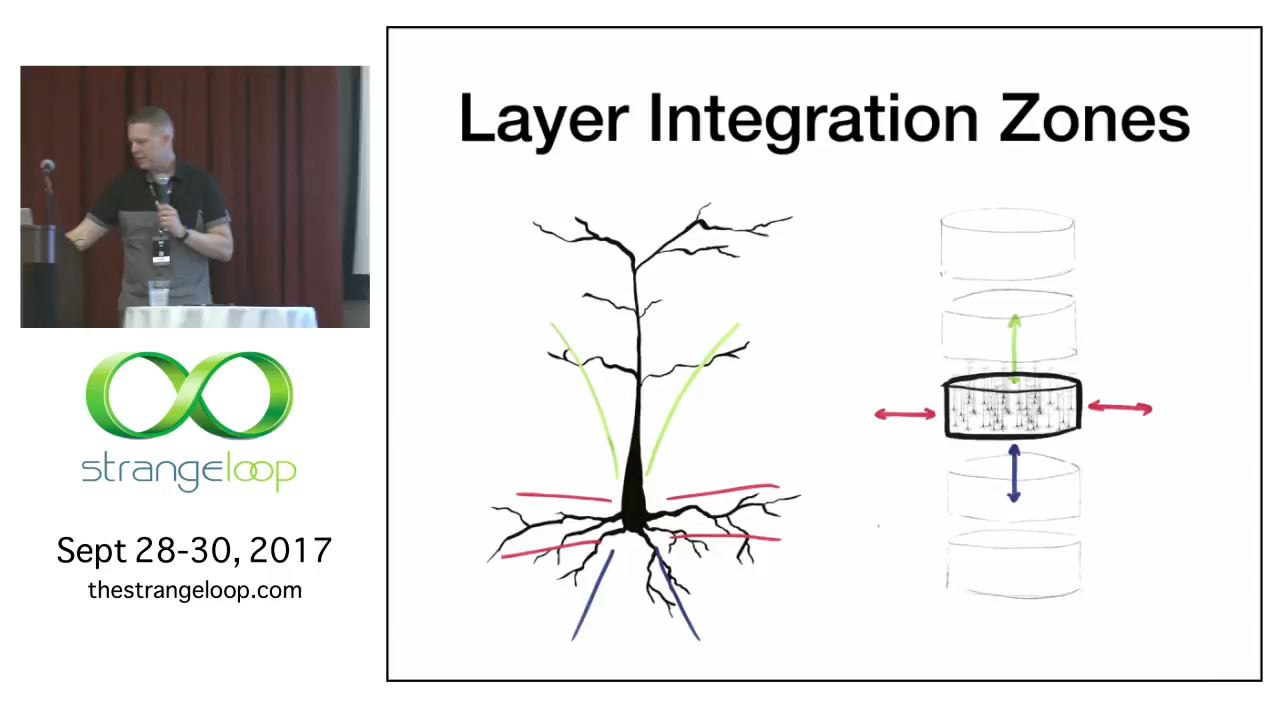 Layer Integration Zones
strangeloop
Sept 28-30, 2017
thestrangeloop.com